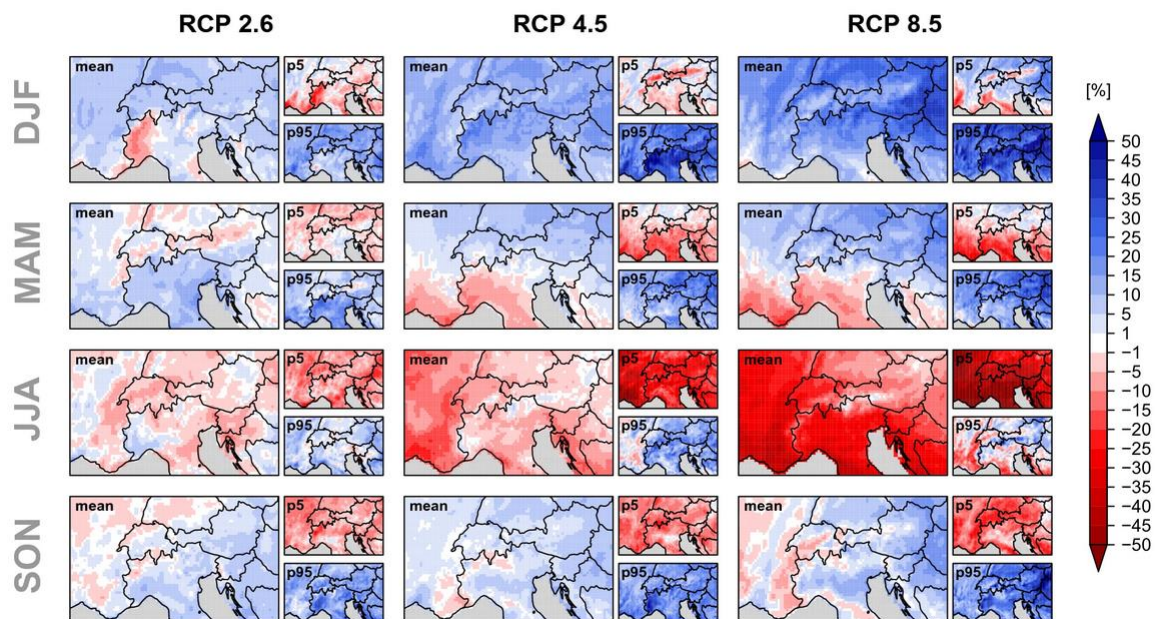 RCP 2.6 RCP 4.5 RCP 8.5
DJF
mean p5 mean p5 mean p5
p95 p95 p95
MAM
mean p5 mean p5 mean p5
p95 p95 p95
JJA
mean p5 mean p5 mean p5
p95 p95 p95
SON
mean p5 mean p5 mean p5
p95 p95 p95
[%]
50
45
40
35
30
25
20
15
10
5
1
−1
−5
−10
−15
−20
−25
−30
−35
−40
−45
−50